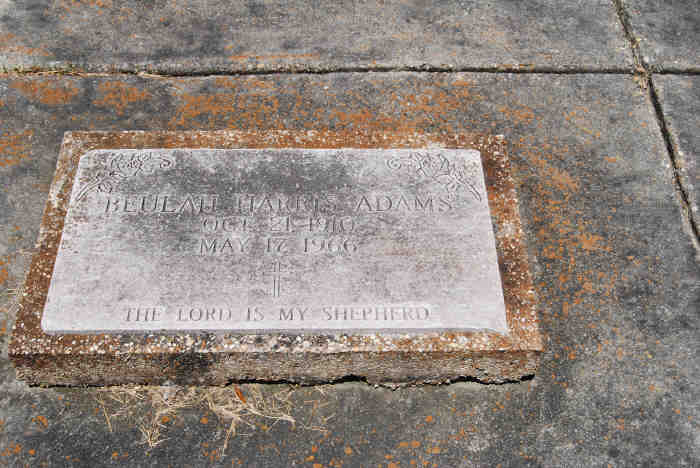 BEULAH HARRIS ADAMS
OCT. 21, 1910
MAY 17, 1966
THE LORD IS MY SHEPHERD